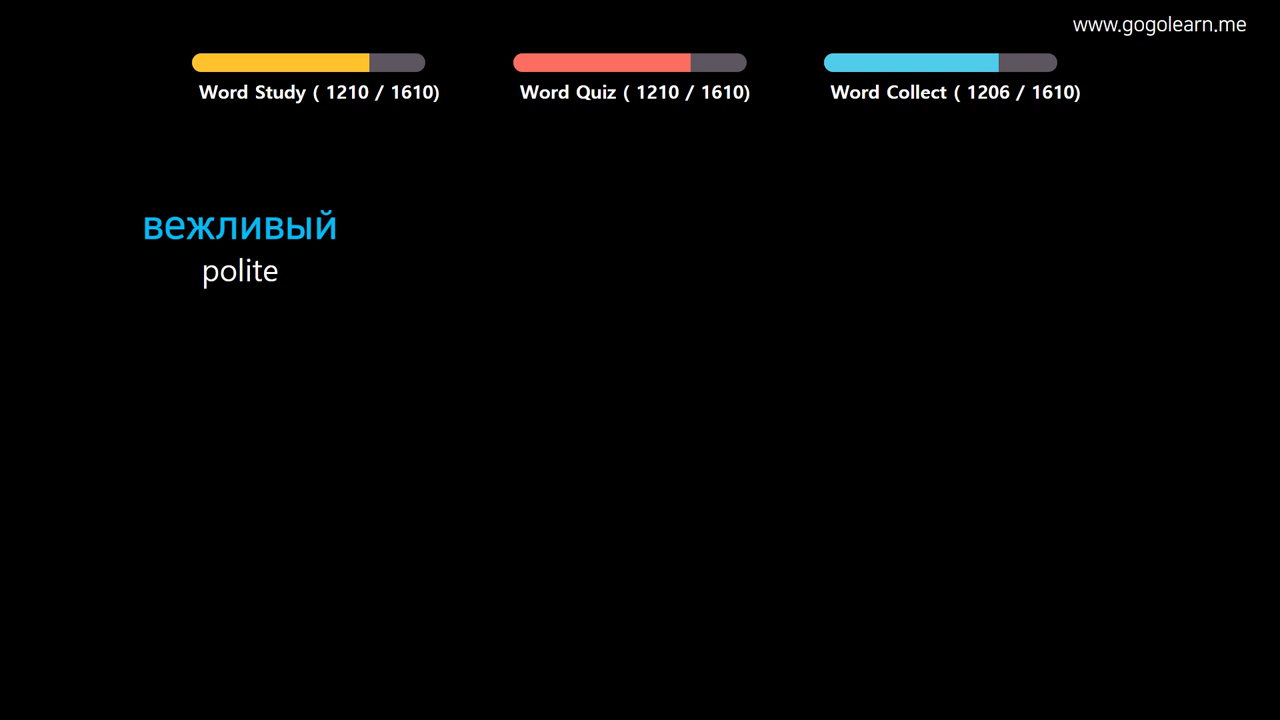 www.gogolearn.me
Word Study ( 1210 / 1610)
Word Quiz ( 1210 / 1610)
Word Collect ( 1206 / 1610)
вежливый
polite